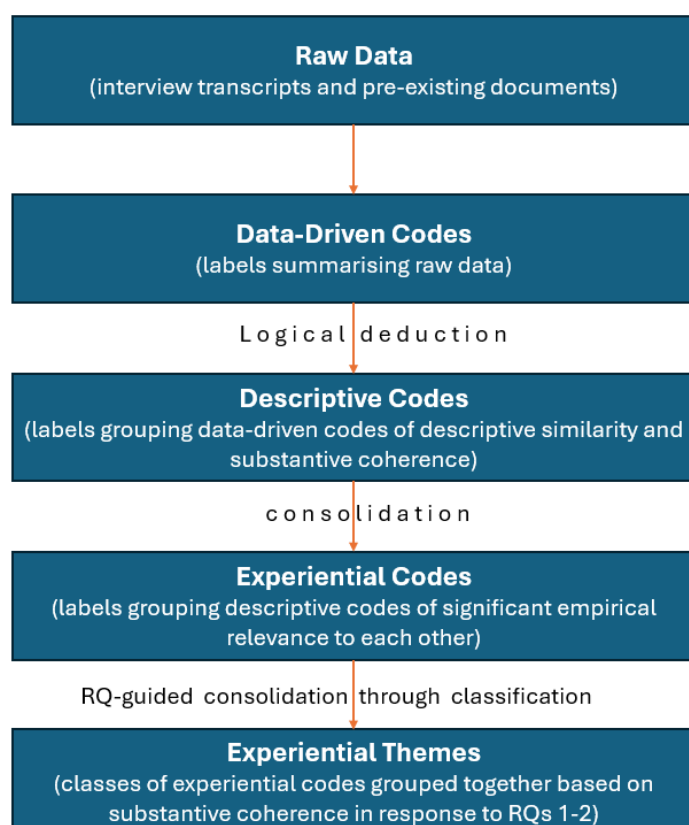 Raw Data
(interview transcripts and pre-existing documents)
Data-Driven Codes
(labels summarising raw data)
Logical deduction
Descriptive Codes
(labels grouping data-driven codes of descriptive similarity and
substantive coherence)
consolidation
Experiential Codes
(labels grouping descriptive codes of significant empirical
relevance to each other)
RQ-guided consolidation through classification
Experiential Themes
(classes of experiential codes grouped together based on
substantive coherence in response to RQs 1-2)